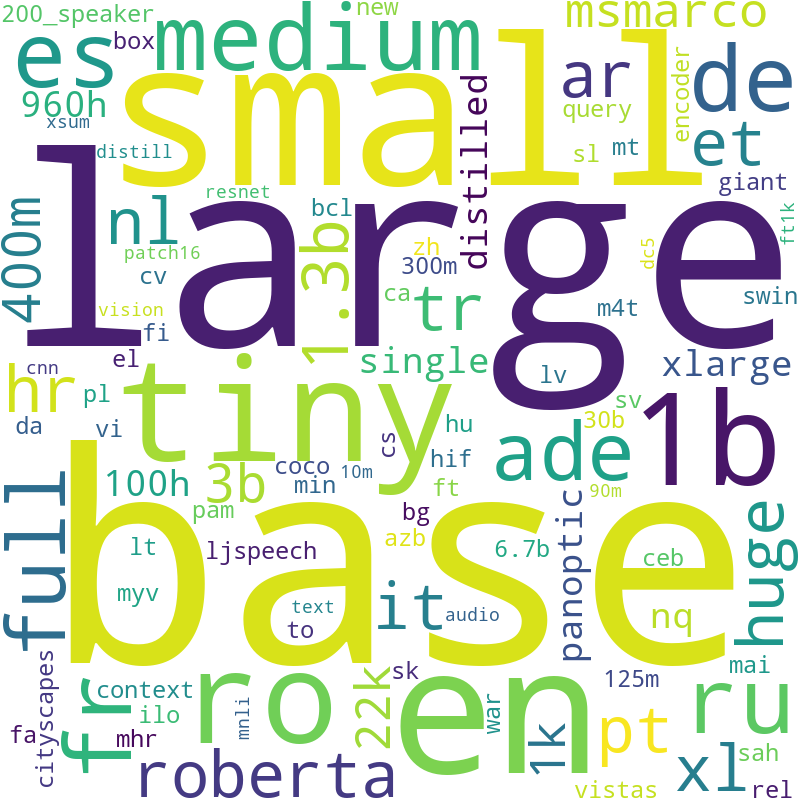 200_speaker
new
msmarco
box
medium
es
small
ar
de
960h
xsum
query
encoder
distill
distilled
sl
mt
et
resnet
giant
400m
nl
large
bcl
1.3b
ft1k
patch16
zh
300m
dc5
cv
ca
swin
vision
tr
m4t
fi
cnn
el
single
lv
xlarge
hr
pl
tiny
sv
1b
da
vi
hu
30b
cs
coco
hif
ade
100h
3b
min
10m
ft
90m
full
pam
bg
panoptic
huge
base
azb
lt
ljspeech
6.7b
ceb
myv
text
it
audio
nq
to
cityscapes
fr
context
ro
sk
en
125m
mai
22k
war
ru
ilo
mnli
1k
pt
fa
mhr
sah
roberta
xl
vistas
rel